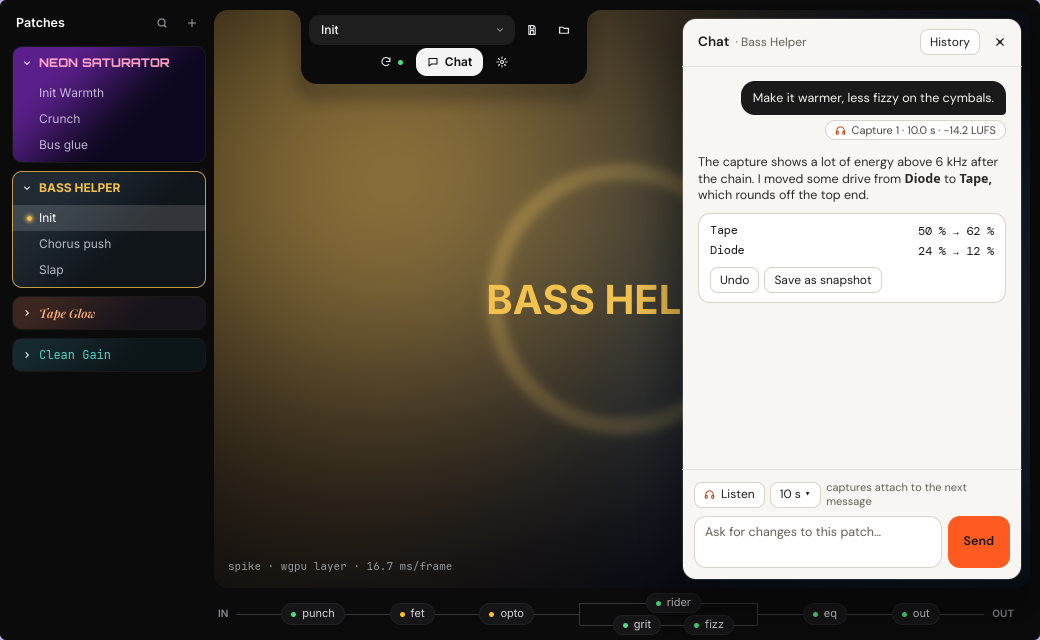 Patches
NEON SATURATOR
Init Warmth
Crunch
Bus glue
BASS HELPER
Init
Chorus push
Slap
Tape Glow
Clean Gain
Init
Chat
BASS HEL
spike · wgpu layer · 16.7 ms/frame
Chat · Bass Helper
History
Make it warmer, less fizzy on the cymbals.
Capture 1 · 10.0 s · -14.2 LUFS
The capture shows a lot of energy above 6 kHz after
the chain. I moved some drive from Diode to Tape,
which rounds off the top end.
Tape 50 % → 62 %
Diode 24 % → 12 %
Undo Save as snapshot
Listen 10 s captures attach to the next
message
Ask for changes to this patch…
Send
IN punch fet opto rider eq out OUT
grit fizz